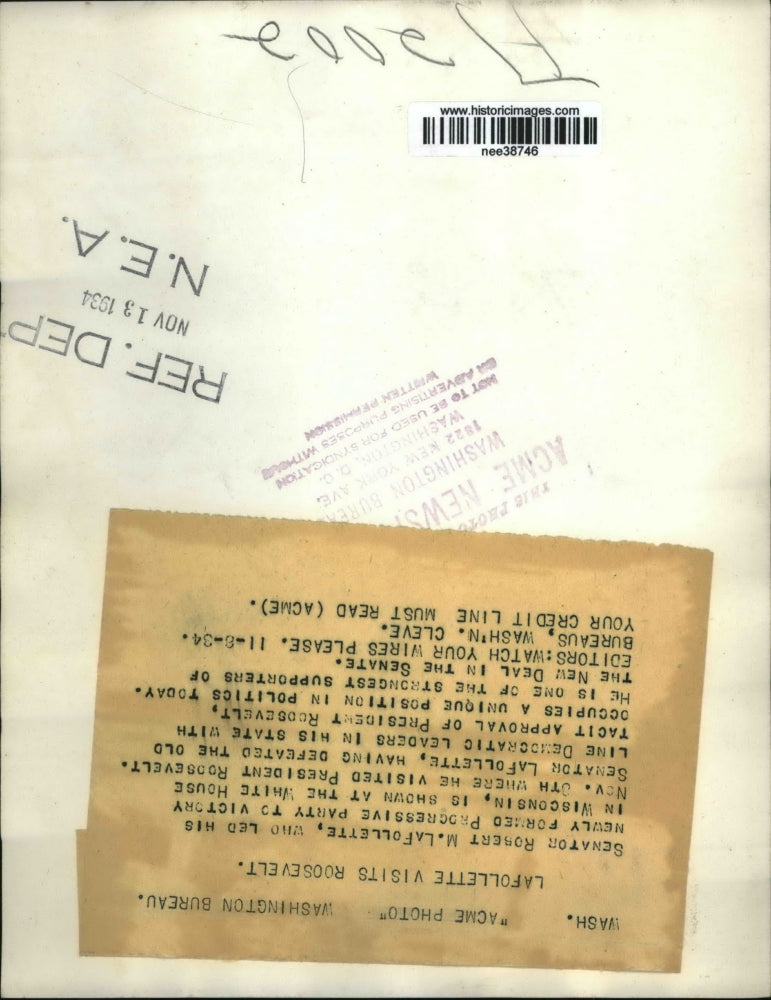 www.historicimages.com
nee38746
WASH. "ACME PHOTO" WASHINGTON BUREAU.
LAFOLLETTE VISITS ROOSEVELT.
SENATOR ROBERT M.LAFOLLETTE, WHO LED HIS
NEWLY FORMED PROGRESSIVE PARTY TO VICTORY
IN WISCONSIN, IS SHOWN AT THE WHITE HOUSE
NOV. 8TH WHERE HE VISITED PRESIDENT ROOSEVELT.
SENATOR LAFOLLETTE, HAVING DEFEATED THE OLD
LINE DEMOCRATIC LEADERS IN HIS STATE WITH
TACIT APPROVAL OF PRESIDENT ROOSEVELT,
OCCUPIES A UNIQUE POSITION IN POLITICS TODAY.
HE IS ONE OF THE STRONGEST SUPPORTERS OF
THE NEW DEAL IN THE SENATE.
EDITORS:WATCH YOUR WIRES PLEASE. 11-8-34.
BUREAUS, WASH'N. CLEVE.
YOUR CREDIT LINE MUST READ (ACME).
THIS PHOTO
ACME NEWS
WASHINGTON BUREA
1322 NEW YORK AVE.
WASHINGTON, D. C.
NOT TO BE USED FOR SYNDICATION
OR ADVERTISING PURPOSES WITHOUT
WRITTEN PERMISSION
REF. DEPT
NOV 13 1934
N.E.A.